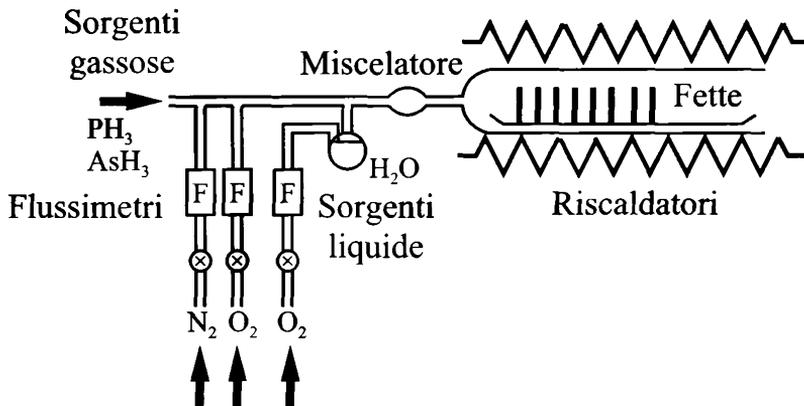 Sorgenti
gassose
PH3
AsH3
Miscelatore
Fette
Flussimetri
F
F
F
H2O
Sorgenti
liquide
Riscaldatori
N2
O2
O2